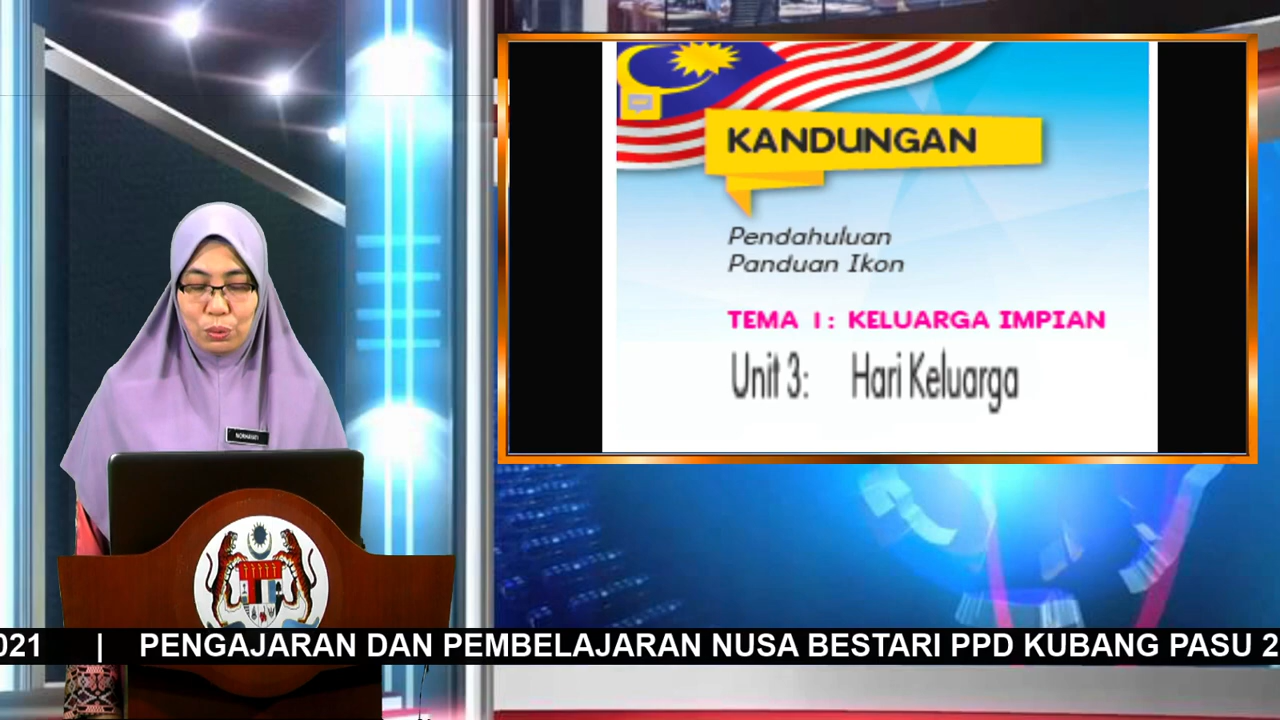 KANDUNGAN
Pendahuluan
Panduan Ikon
TEMA 1: KELUARGA IMPIAN
Unit 3: Hari Keluarga
021 | PENGAJARAN DAN PEMBELAJARAN NUSA BESTARI PPD KUBANG PASU 2